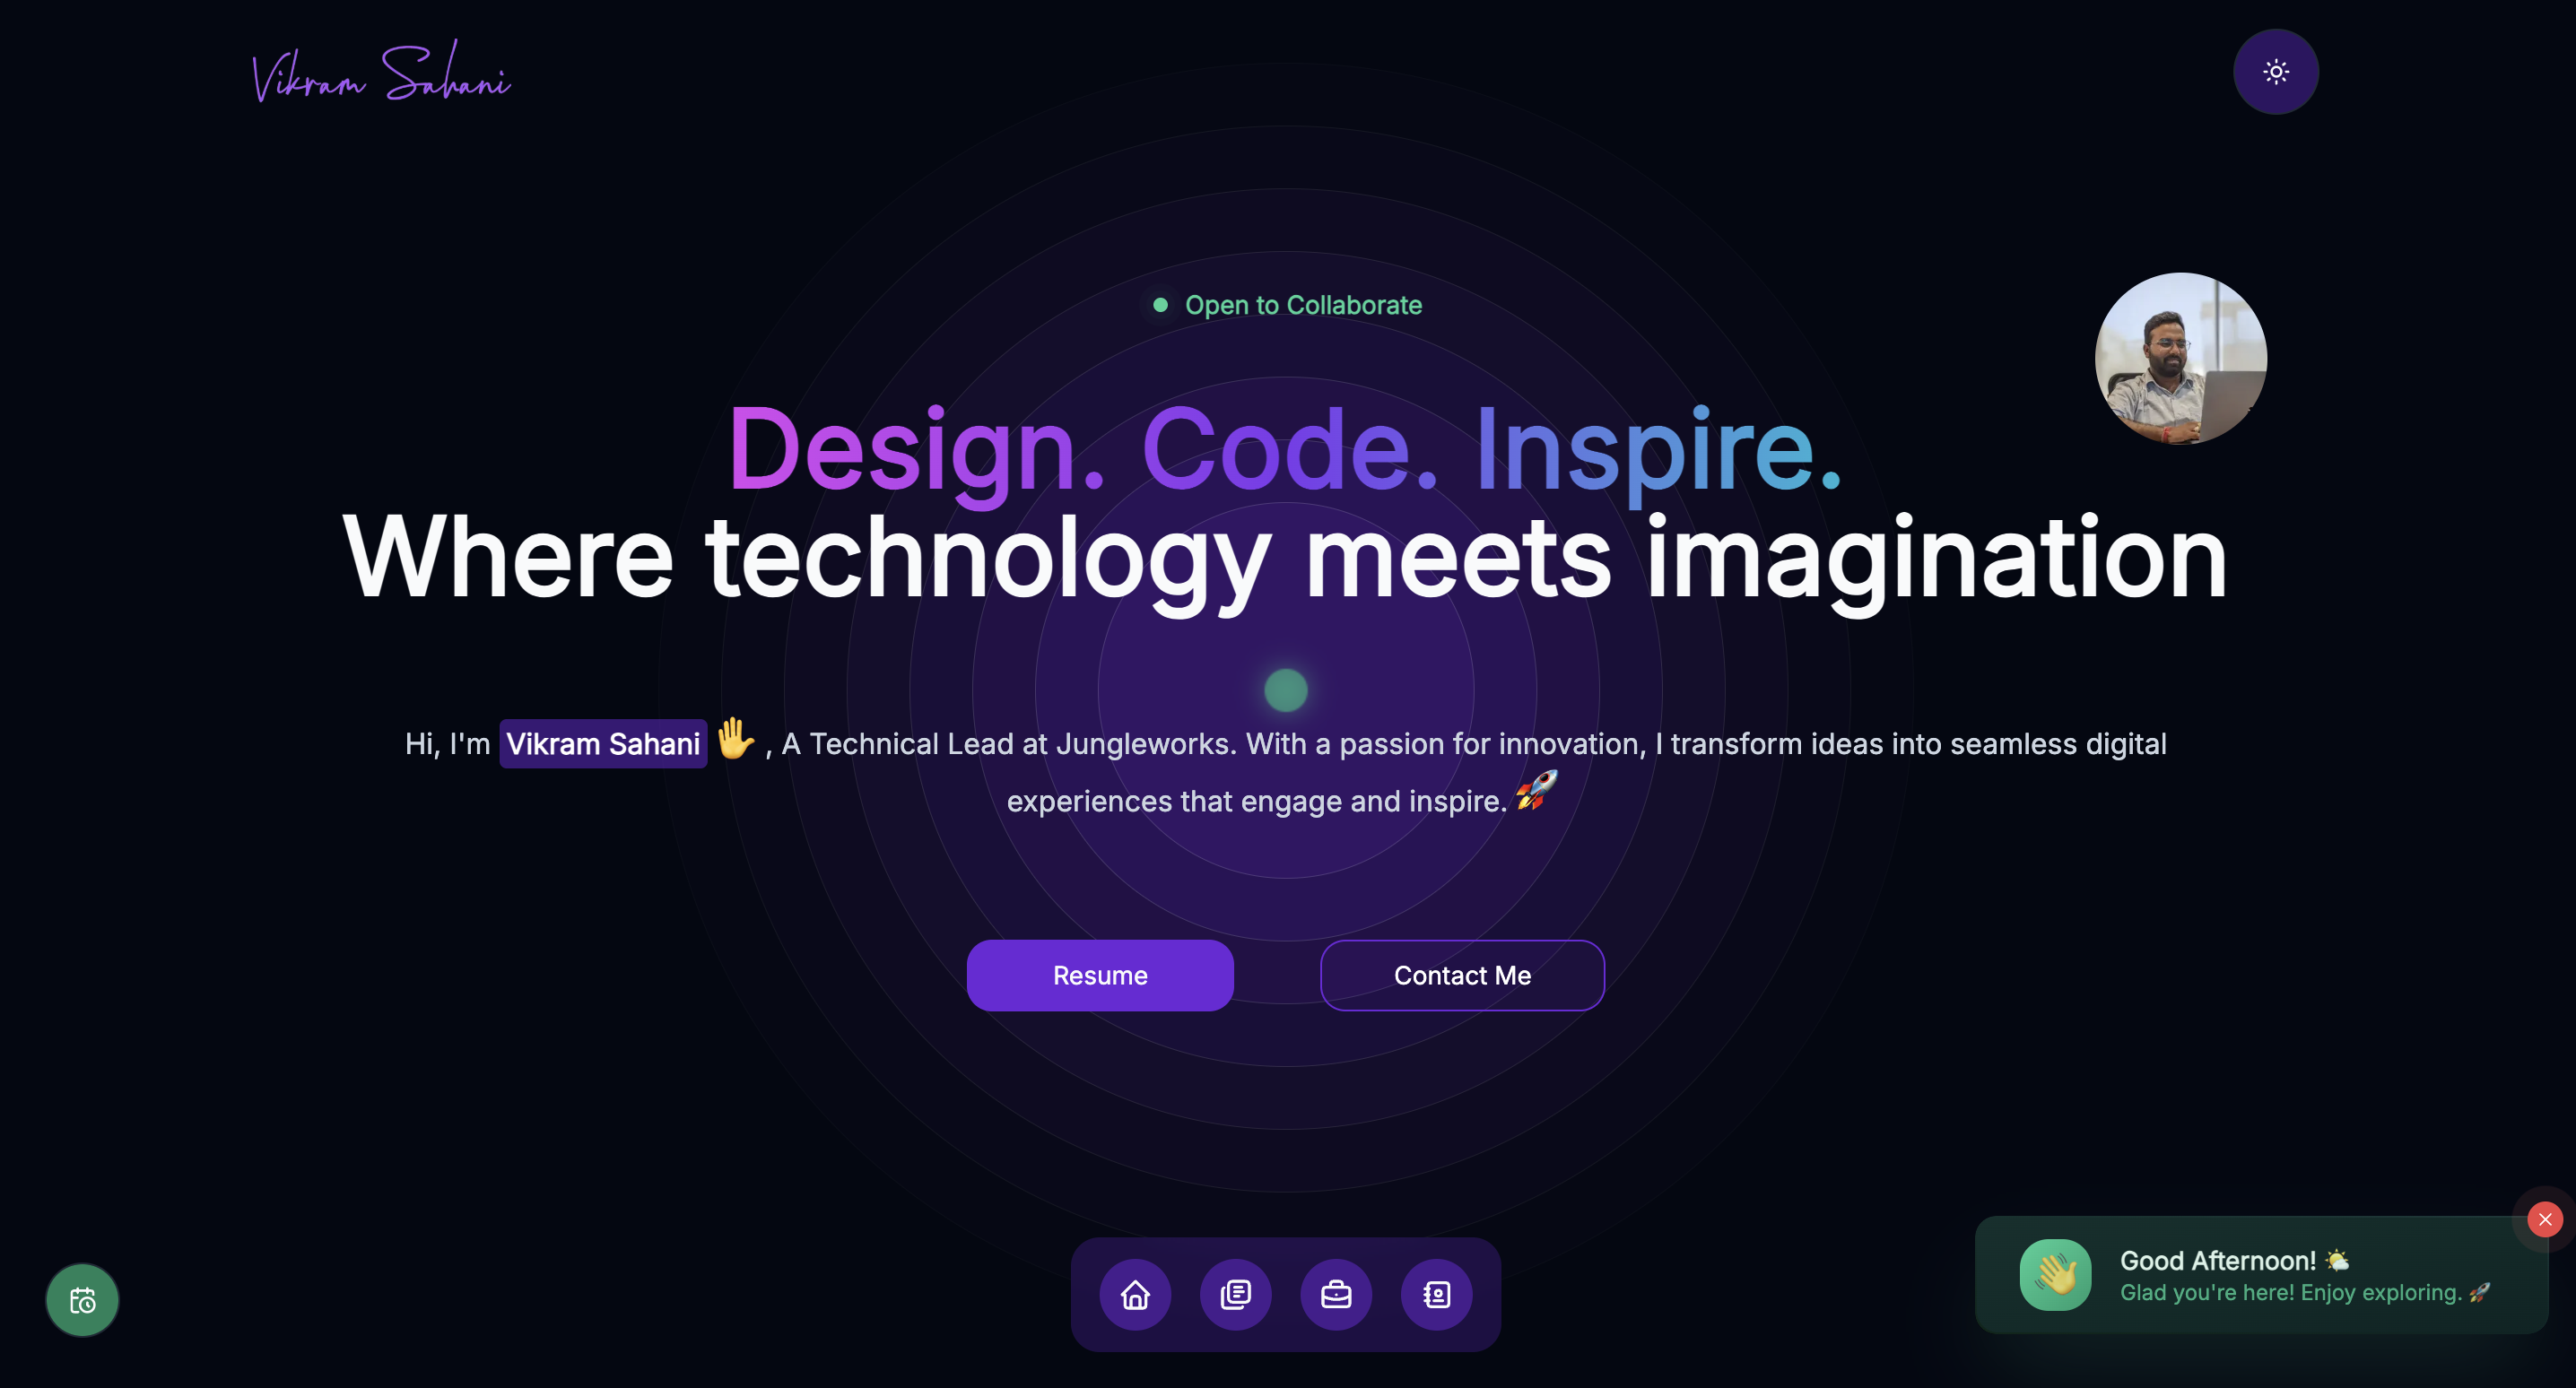 Vikram Sahani
Open to Collaborate
Design. Code. Inspire.
Where technology meets imagination
Hi, I'm Vikram Sahani 🤚 , A Technical Lead at Jungleworks. With a passion for innovation, I transform ideas into seamless digital
experiences that engage and inspire. 🚀
Resume
Contact Me
Good Afternoon! 🌤️
Glad you're here! Enjoy exploring. 🚀